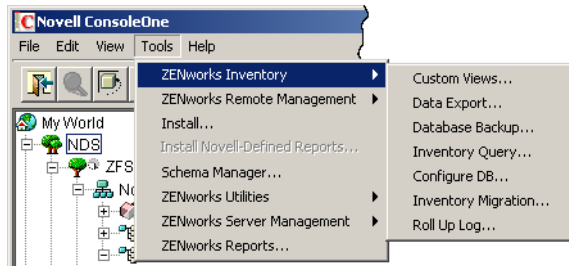 Novell ConsoleOne
File Edit View Tools Help
ZENworks Inventory
ZENworks Remote Management
Install...
Install Novell-Defined Reports...
Schema Manager...
ZENworks Utilities
ZENworks Server Management
ZENworks Reports...
Custom Views...
Data Export...
Database Backup...
Inventory Query...
Configure DB...
Inventory Migration...
Roll Up Log...
My World
NDS
ZFS